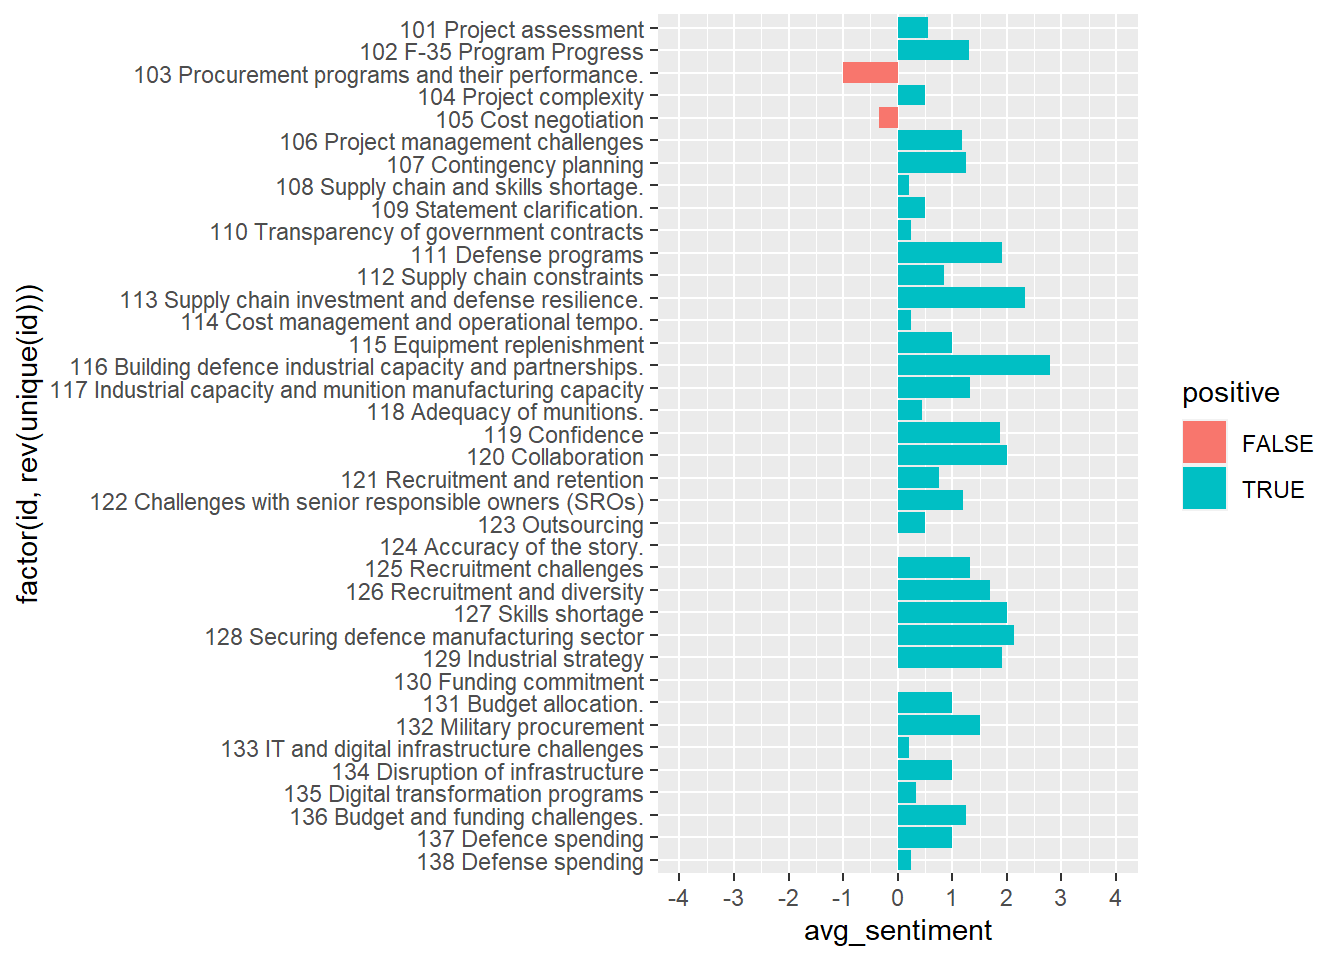 101 Project assessment
102 F-35 Program Progress
103 Procurement programs and their performance.
104 Project complexity
105 Cost negotiation
106 Project management challenges
107 Contingency planning
108 Supply chain and skills shortage.
109 Statement clarification.
110 Transparency of government contracts
111 Defense programs
112 Supply chain constraints
113 Supply chain investment and defense resilience.
114 Cost management and operational tempo.
115 Equipment replenishment
116 Building defence industrial capacity and partnerships.
117 Industrial capacity and munition manufacturing capacity
118 Adequacy of munitions.
119 Confidence
120 Collaboration
121 Recruitment and retention
122 Challenges with senior responsible owners (SROs)
123 Outsourcing
124 Accuracy of the story.
125 Recruitment challenges
126 Recruitment and diversity
127 Skills shortage
128 Securing defence manufacturing sector
129 Industrial strategy
130 Funding commitment
131 Budget allocation.
132 Military procurement
133 IT and digital infrastructure challenges
134 Disruption of infrastructure
135 Digital transformation programs
136 Budget and funding challenges.
137 Defence spending
138 Defense spending
factor(id, rev(unique(id)))
-4 -3 -2 -1 0 1 2 3 4
avg_sentiment
positive
FALSE
TRUE